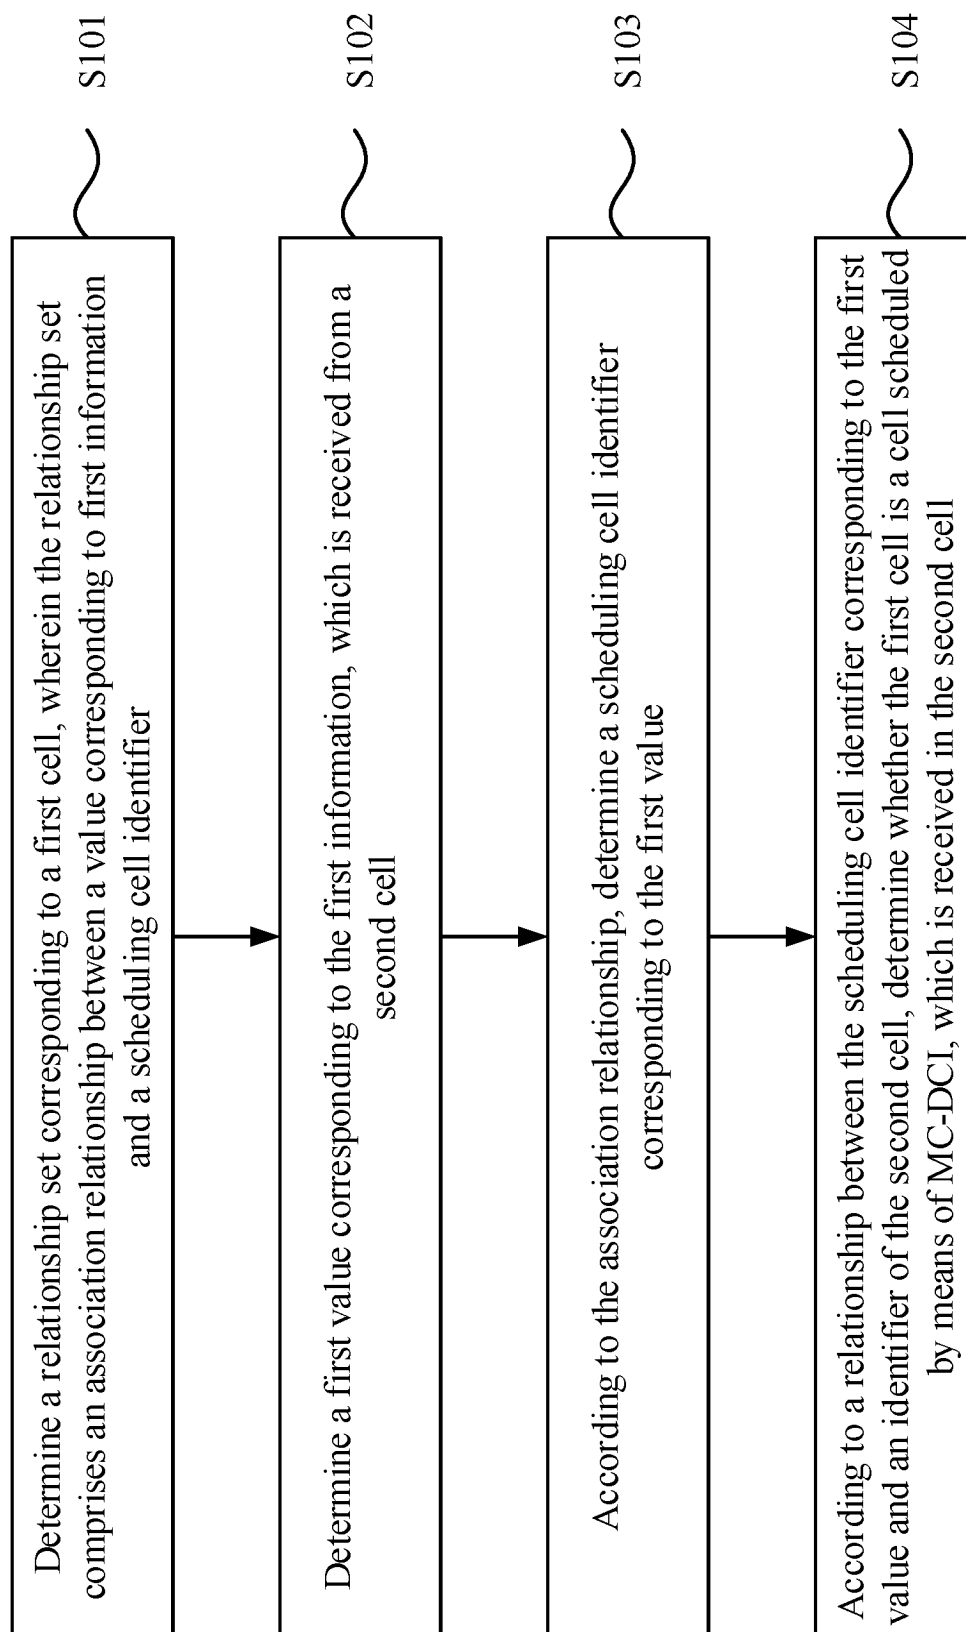 Determine a relationship set corresponding to a first cell, wherein the relationship set
comprises an association relationship between a value corresponding to first information
and a scheduling cell identifier
S101
Determine a first value corresponding to the first information, which is received from a
second cell
S102
According to the association relationship, determine a scheduling cell identifier
corresponding to the first value
S103
According to a relationship between the scheduling cell identifier corresponding to the first
value and an identifier of the second cell, determine whether the first cell is a cell scheduled
by means of MC-DCI, which is received in the second cell
S104